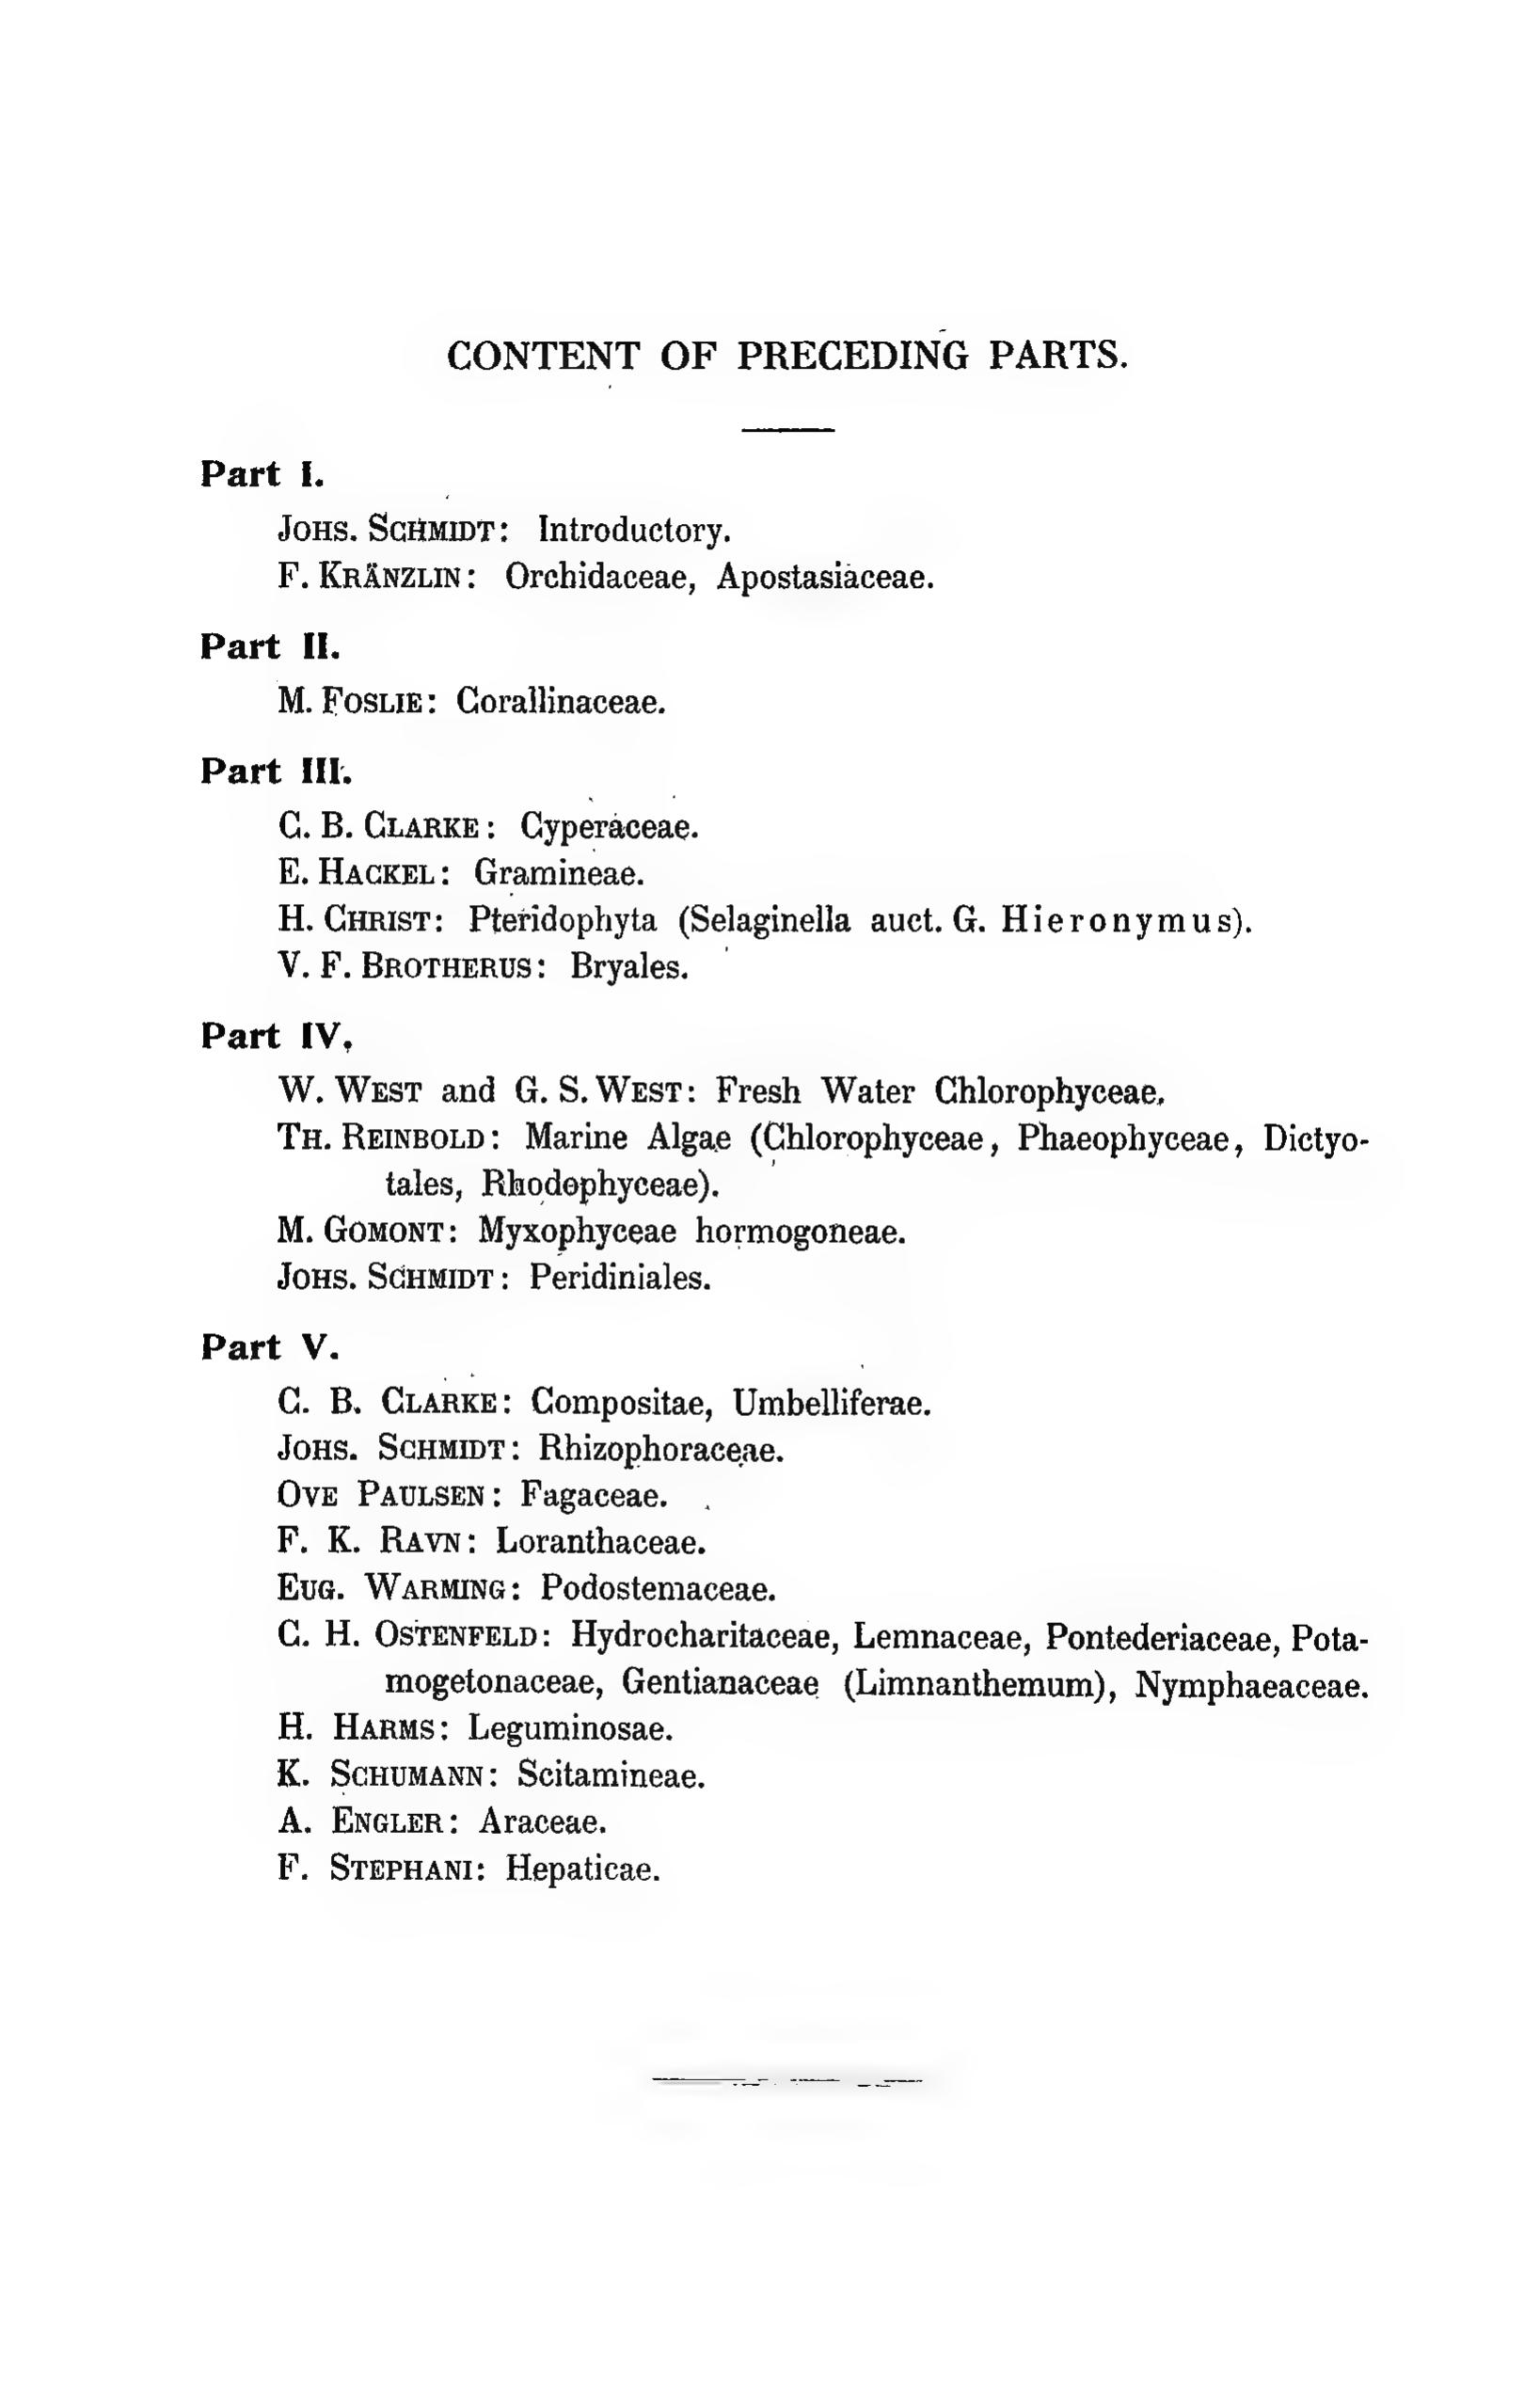 CONTENT OF PRECEDING PARTS.
Part I.
JOHS. SCHMIDT: Introductory.
F. KRÄNZLIN: Orchidaceae, Apostasiaceae.
Part II.
M. FOSLIE: Corallinaceae.
Part III.
C. B. CLARKE: Cyperaceae.
E. HACKEL: Gramineae.
H. CHRIST: Pteridophyta (Selaginella auct. G. Hieronymus).
V. F. BROTHERUS: Bryales.
Part IV.
W. WEST and G. S. WEST: Fresh Water Chlorophyceae.
TH. REINBOLD: Marine Algae (Chlorophyceae, Phaeophyceae, Dictyo-
tales, Rhodophyceae).
M. GOMONT: Myxophyceae hormogoneae.
JOHS. SCHMIDT: Peridiniales.
Part V.
C. B. CLARKE: Compositae, Umbelliferae.
JOHS. SCHMIDT: Rhizophoraceae.
OVE PAULSEN: Fagaceae.
F. K. RAVN: Loranthaceae.
EUG. WARMING: Podostemaceae.
C. H. OSTENFELD: Hydrocharitaceae, Lemnaceae, Pontederiaceae, Pota-
mogetonaceae, Gentianaceae (Limnanthemum), Nymphaeaceae.
H. HARMS: Leguminosae.
K. SCHUMANN: Scitamineae.
A. ENGLER: Araceae.
F. STEPHANI: Hepaticae.